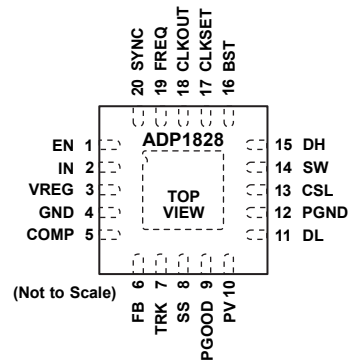 20 SYNC
19 FREQ
18 CLKOUT
17 CLKSET
16 BST
ADP1828
TOP
VIEW
EN 1
IN 2
VREG 3
GND 4
COMP 5
15 DH
14 SW
13 CSL
12 PGND
11 DL
(Not to Scale)
FB 6
TRK 7
SS 8
PGOOD 9
PV 10